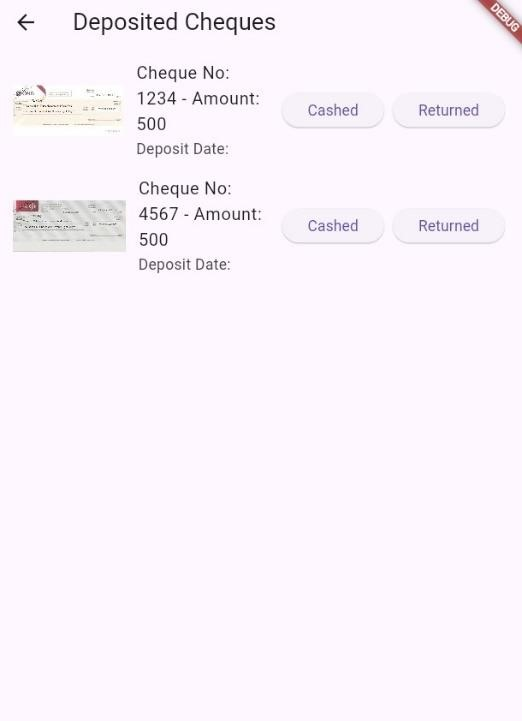 Deposited Cheques
DEBUG
Cheque No:
1234 - Amount:
500
Deposit Date:
Cashed
Returned
Cheque No:
4567 - Amount:
500
Deposit Date:
Cashed
Returned